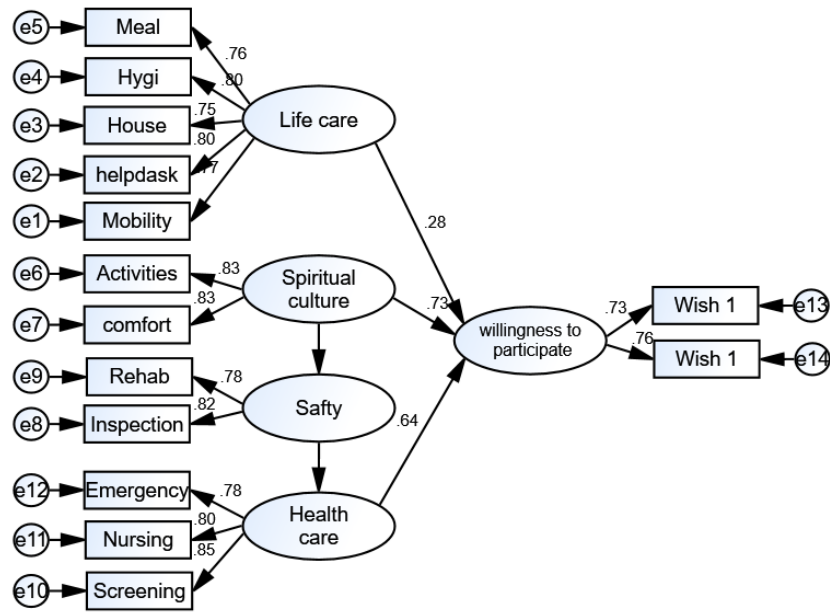 e5 Meal
.76
e4 Hygi
.80
Life care
e3 House
.75
.80
e2 helpdask
.77
e1 Mobility
.28
e6 Activities
.83
Spiritual
culture
.83
e7 comfort
.73
willingness to
participate
.73
Wish 1 e13
.76
Wish 1 e14
e9 Rehab
.78
Safty
.82
e8 Inspection
.64
e12 Emergency
.78
Health
care
.80
e11 Nursing
.85
e10 Screening